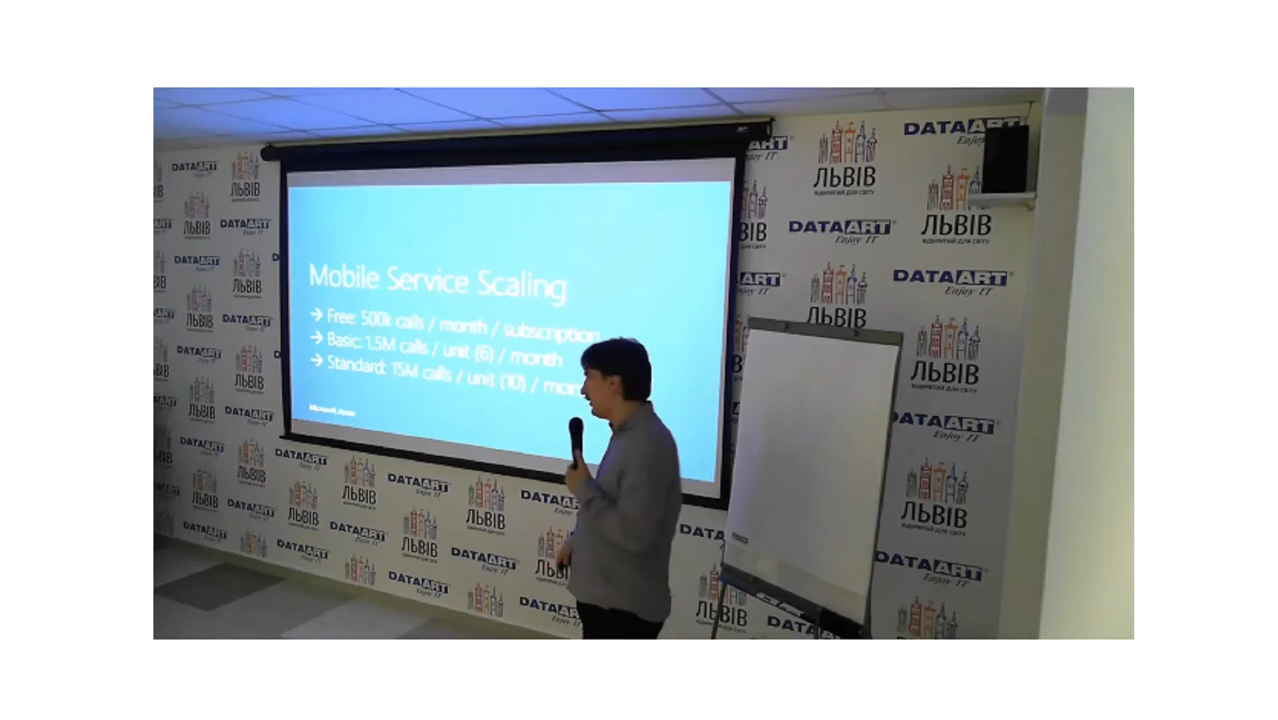 Mobile Service Scaling
→ Free: 500k calls / month / subscription
→ Basic: 1.5M calls / unit (6) / month
→ Standard: 15M calls / unit (10) / mon
Microsoft Azure
DATAART
Enjoy IT
ЛЬВІВ
ВІДКРИТИЙ ДЛЯ СВІТУ